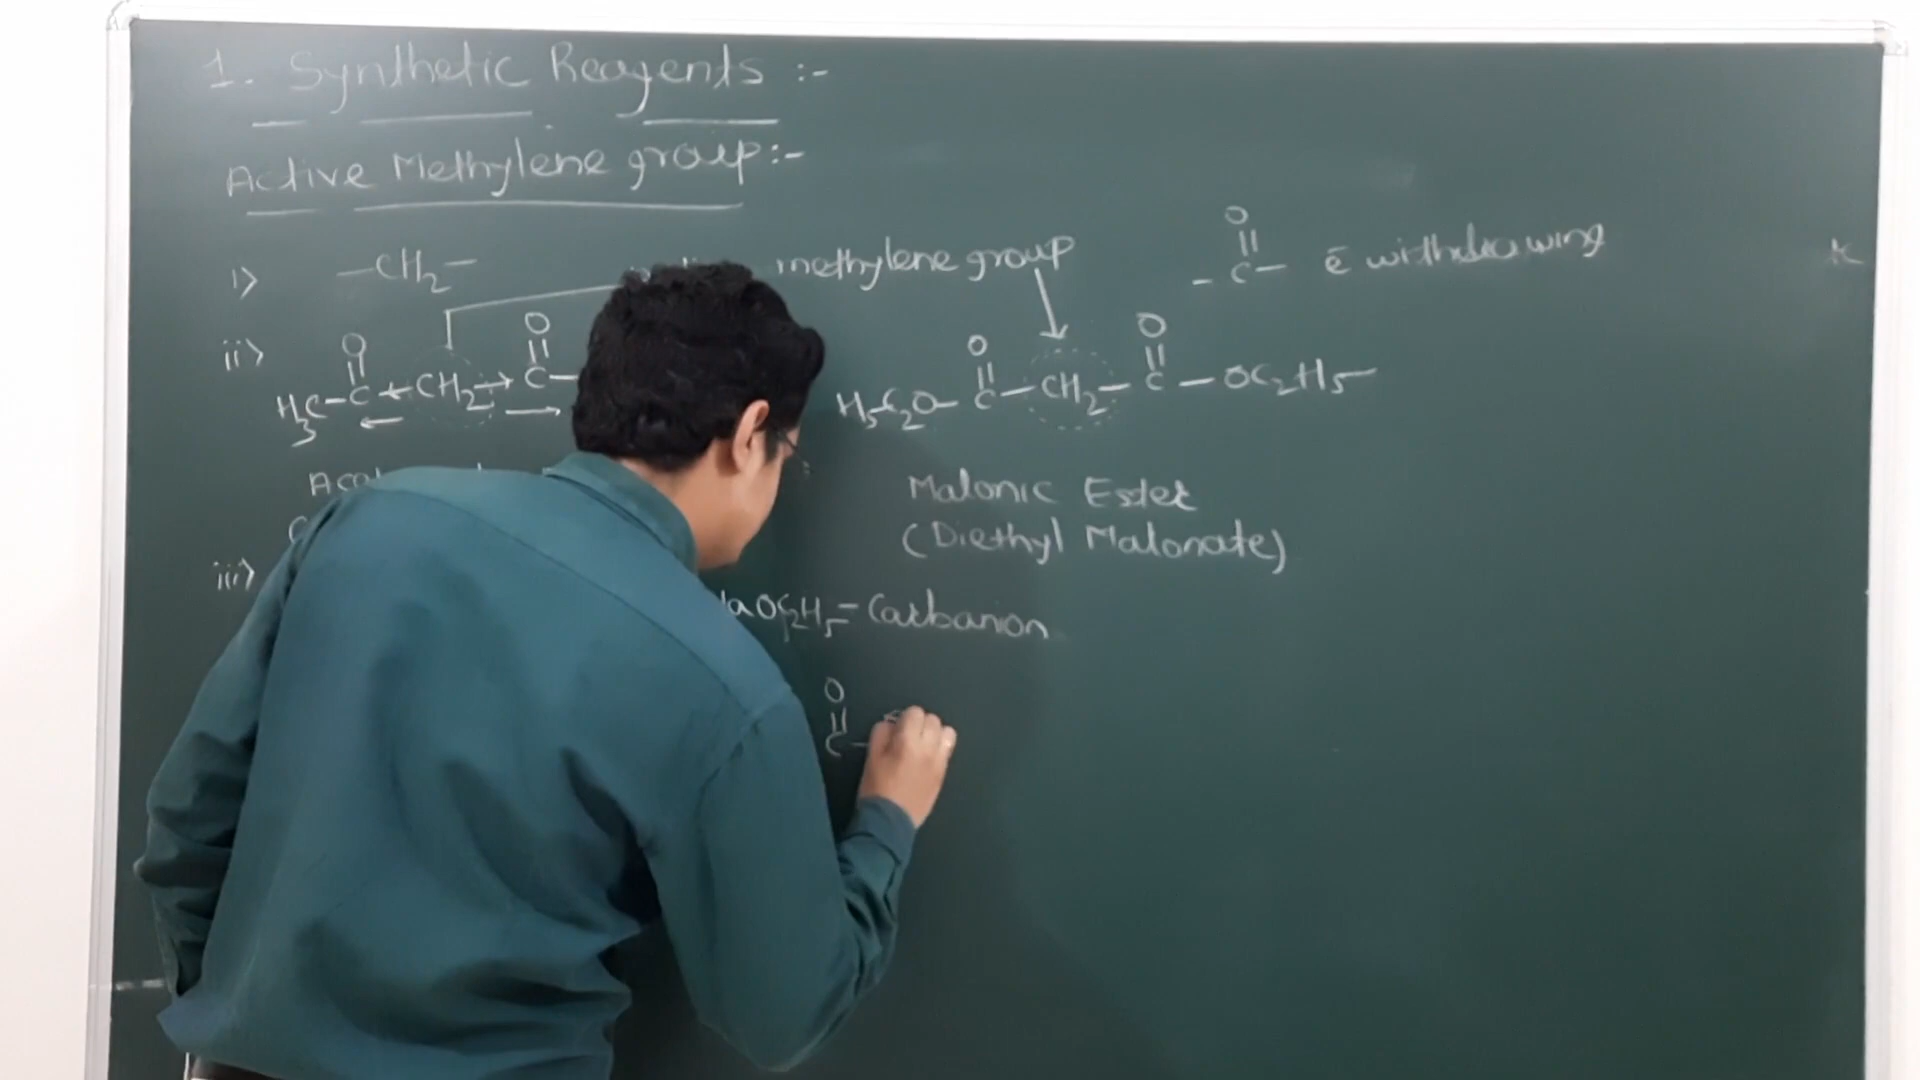 1. Synthetic Reagents :-
Active Methylene group:-
i) –CH2– methylene group
O
||
– C – ē withdrawing
ii)
O O
|| ||
H3C–C←CH2→C–
O O
|| ||
H5C2O–C–CH2–C–OC2H5
Malonic Ester
(Diethyl Malonate)
iii) NaOC2H5 = Carbanion
O
||
C–